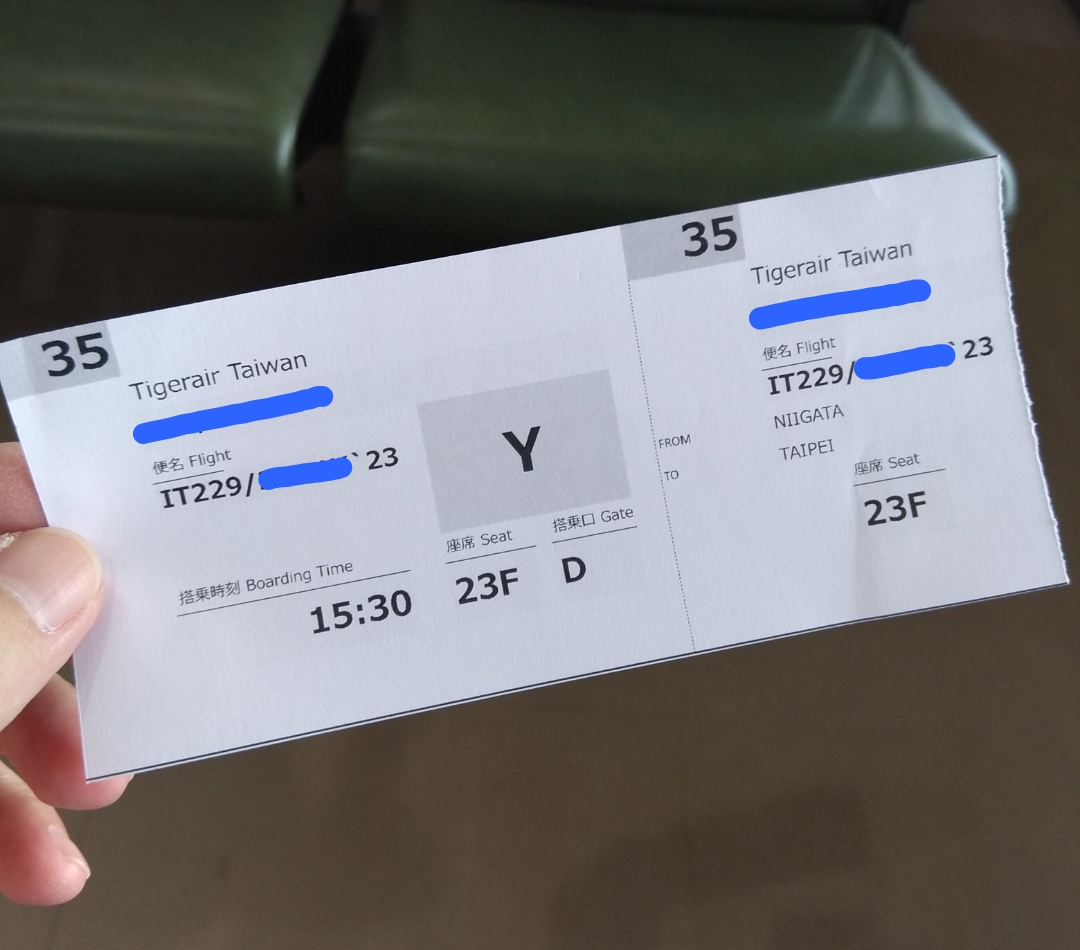 35
Tigerair Taiwan
便名 Flight
IT229/ '23
搭乗時刻 Boarding Time
15:30
Y
座席 Seat
23F
搭乗口 Gate
D
35
Tigerair Taiwan
便名 Flight
IT229/ '23
FROM NIIGATA
TO TAIPEI
座席 Seat
23F